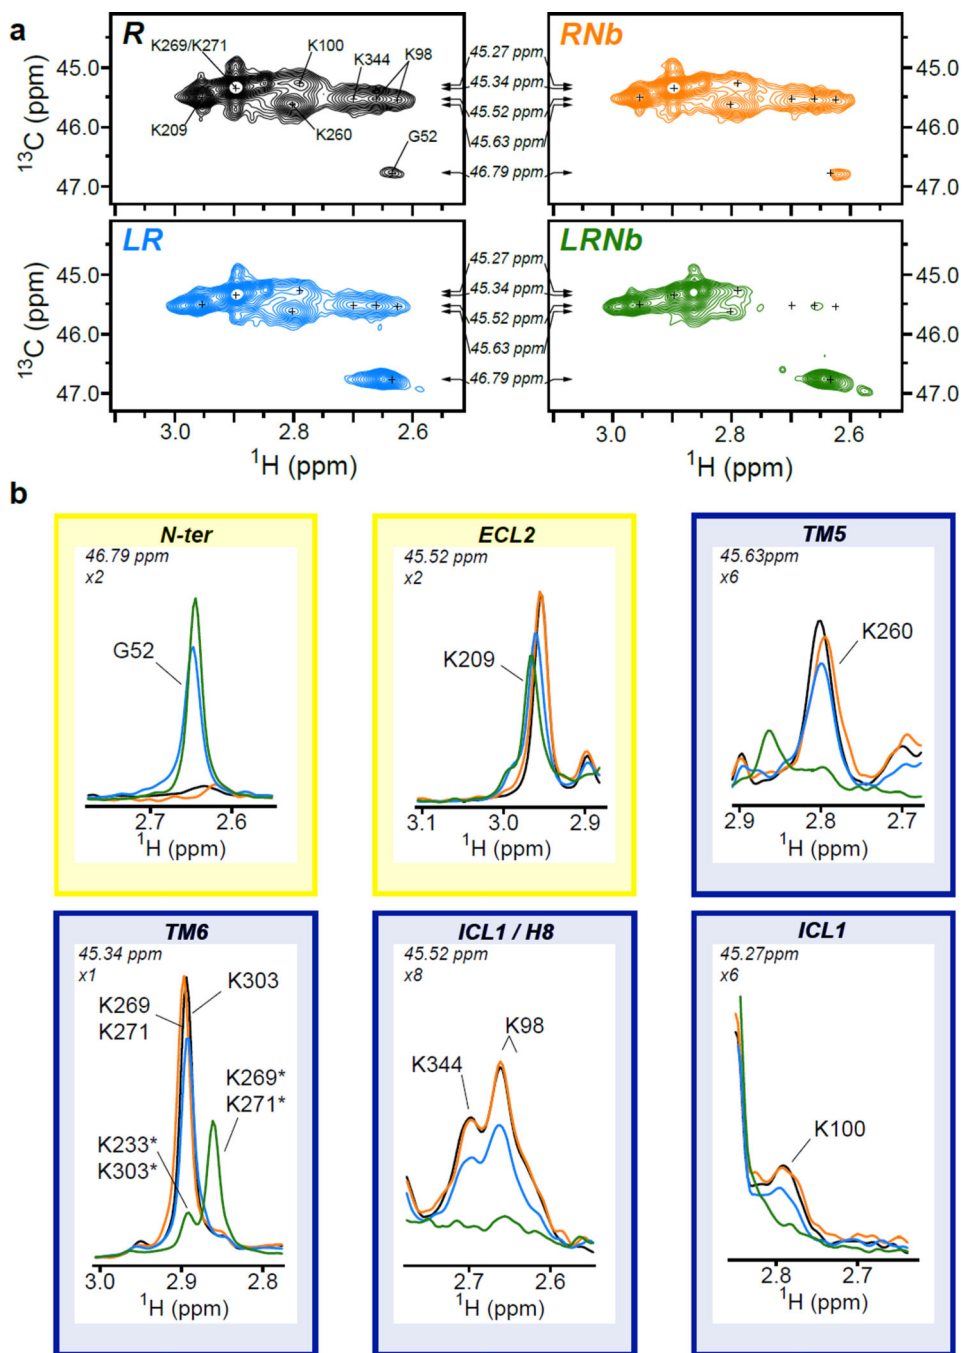 a
R
K269/K271
K100
K344
K98
K209
K260
G52
45.0
46.0
47.0
13C (ppm)
45.27 ppm
45.34 ppm
45.52 ppm
45.63 ppm
46.79 ppm
RNb
45.0
46.0
47.0
13C (ppm)
LR
45.0
46.0
47.0
13C (ppm)
3.0
2.8
2.6
1H (ppm)
45.27 ppm
45.34 ppm
45.52 ppm
45.63 ppm
46.79 ppm
LRNb
45.0
46.0
47.0
13C (ppm)
3.0
2.8
2.6
1H (ppm)
b
N-ter
46.79 ppm
x2
G52
2.7
2.6
1H (ppm)
ECL2
45.52 ppm
x2
K209
3.1
3.0
2.9
1H (ppm)
TM5
45.63ppm
x6
K260
2.9
2.8
2.7
1H (ppm)
TM6
45.34 ppm
x1
K303
K269
K271
K269*
K271*
K233*
K303*
3.0
2.9
2.8
1H (ppm)
ICL1 / H8
45.52 ppm
x8
K98
K344
2.7
2.6
1H (ppm)
ICL1
45.27ppm
x6
K100
2.8
2.7
1H (ppm)